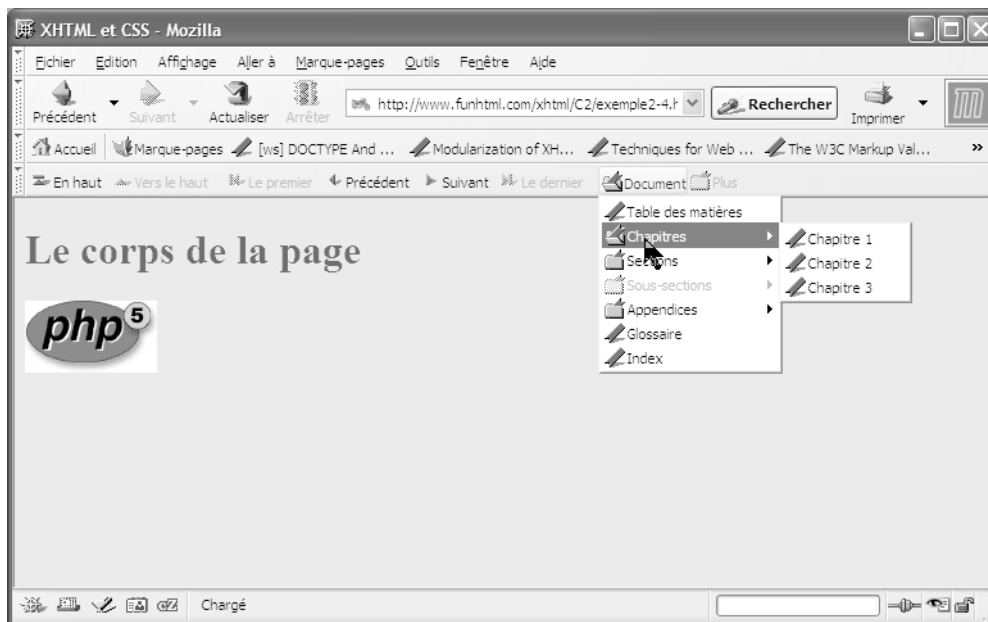 XHTML et CSS - Mozilla
Fichier Edition Affichage Aller à Marque-pages Outils Fenêtre Aide
Précédent Suivant Actualiser Arrêter http://www.funhtml.com/xhtml/C2/exemple2-4.h Rechercher Imprimer
Accueil Marque-pages [ws] DOCTYPE And ... Modularization of XH... Techniques for Web ... The W3C Markup Val... »
En haut Vers le haut Le premier Précédent Suivant Le dernier Document Plus
Table des matières
Chapitres
Sections
Sous-sections
Appendices
Glossaire
Index
Chapitre 1
Chapitre 2
Chapitre 3
Le corps de la page
php 5
Chargé